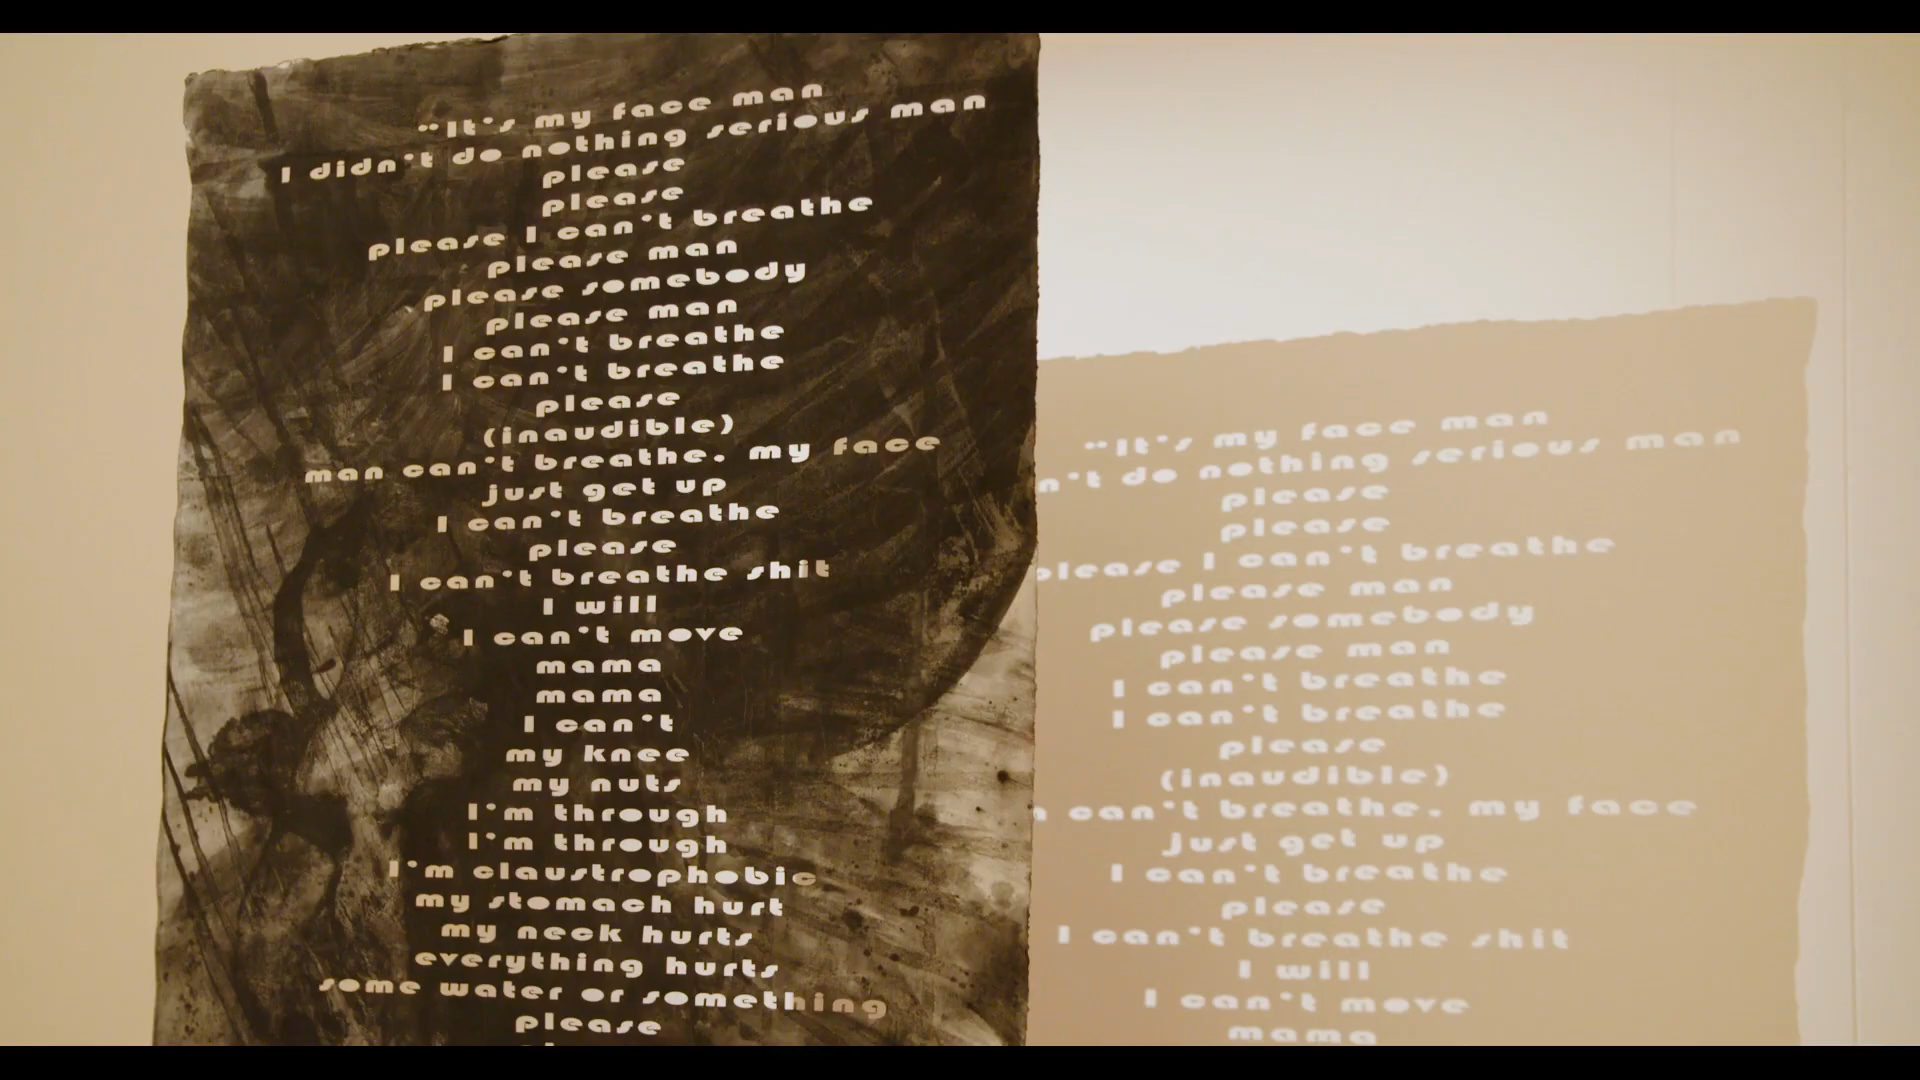 "It's my face man
I didn't do nothing serious man
please
please
please I can't breathe
please man
please somebody
please man
I can't breathe
I can't breathe
please
(inaudible)
man can't breathe. my face
just get up
I can't breathe
please
I can't breathe shit
I will
I can't move
mama
mama
I can't
my knee
my nuts
I'm through
I'm through
I'm claustrophobic
my stomach hurt
my neck hurts
everything hurts
some water or something
please
"It's my face man
n't do nothing serious man
please
please
please I can't breathe
please man
please somebody
please man
I can't breathe
I can't breathe
please
(inaudible)
can't breathe. my face
just get up
I can't breathe
please
I can't breathe shit
I will
I can't move
mama